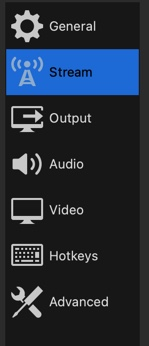 General
Stream
Output
Audio
Video
Hotkeys
Advanced